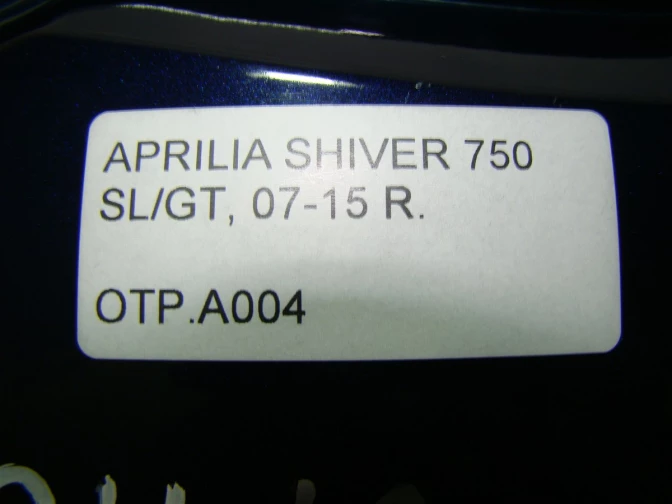 APRILIA SHIVER 750
SL/GT, 07-15 R.
OTP.A004